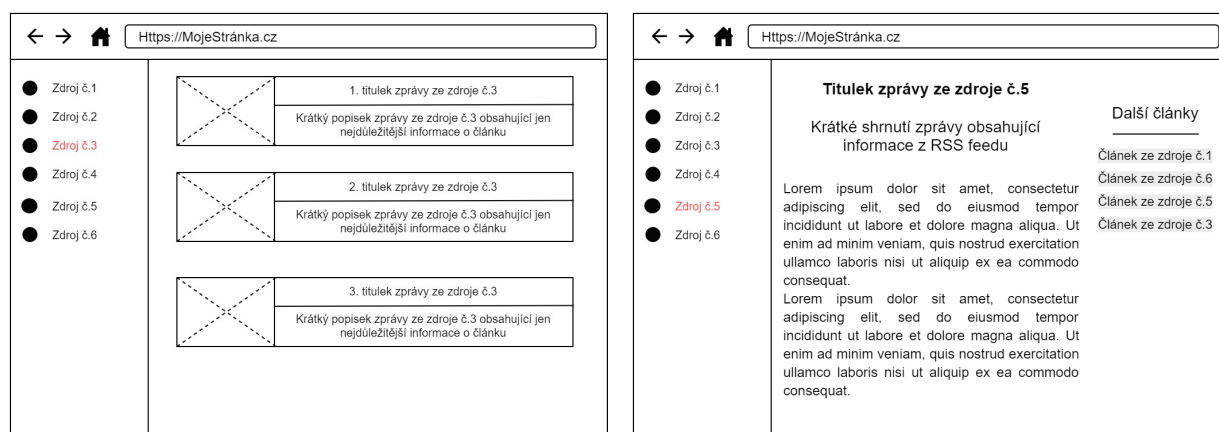 Https://MojeStránka.cz
Zdroj č.1
Zdroj č.2
Zdroj č.3
Zdroj č.4
Zdroj č.5
Zdroj č.6
1. titulek zprávy ze zdroje č.3
Krátký popisek zprávy ze zdroje č.3 obsahující jen
nejdůležitější informace o článku
2. titulek zprávy ze zdroje č.3
Krátký popisek zprávy ze zdroje č.3 obsahující jen
nejdůležitější informace o článku
3. titulek zprávy ze zdroje č.3
Krátký popisek zprávy ze zdroje č.3 obsahující jen
nejdůležitější informace o článku
Https://MojeStránka.cz
Zdroj č.1
Zdroj č.2
Zdroj č.3
Zdroj č.4
Zdroj č.5
Zdroj č.6
Titulek zprávy ze zdroje č.5
Krátké shrnutí zprávy obsahující
informace z RSS feedu
Lorem ipsum dolor sit amet, consectetur
adipiscing elit, sed do eiusmod tempor
incididunt ut labore et dolore magna aliqua. Ut
enim ad minim veniam, quis nostrud exercitation
ullamco laboris nisi ut aliquip ex ea commodo
consequat.
Lorem ipsum dolor sit amet, consectetur
adipiscing elit, sed do eiusmod tempor
incididunt ut labore et dolore magna aliqua. Ut
enim ad minim veniam, quis nostrud exercitation
ullamco laboris nisi ut aliquip ex ea commodo
consequat.
Další články
Článek ze zdroje č.1
Článek ze zdroje č.6
Článek ze zdroje č.5
Článek ze zdroje č.3